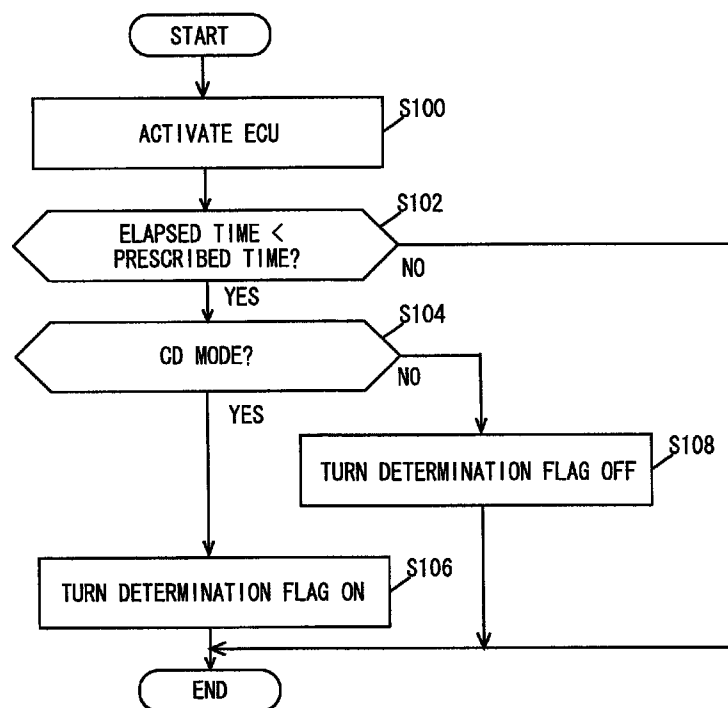 START
S100
ACTIVATE ECU
S102
ELAPSED TIME <
PRESCRIBED TIME?
NO
YES
S104
CD MODE?
NO
YES
S108
TURN DETERMINATION FLAG OFF
S106
TURN DETERMINATION FLAG ON
END